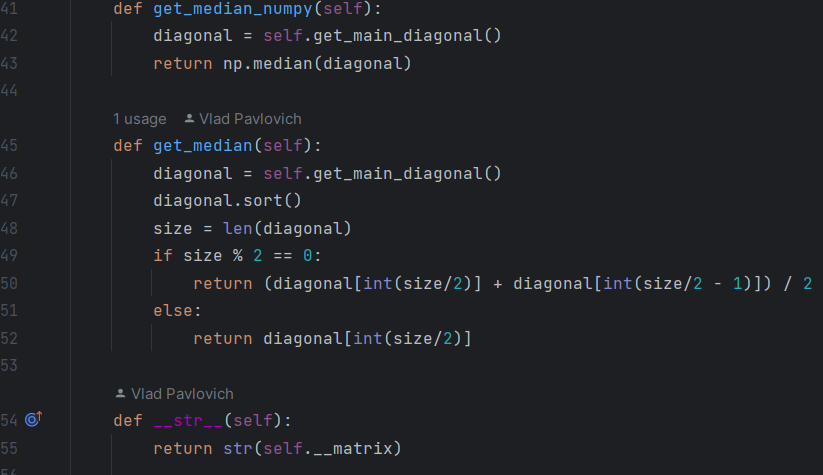 41 def get_median_numpy(self):
42 diagonal = self.get_main_diagonal()
43 return np.median(diagonal)
44
1 usage Vlad Pavlovich
45 def get_median(self):
46 diagonal = self.get_main_diagonal()
47 diagonal.sort()
48 size = len(diagonal)
49 if size % 2 == 0:
50 return (diagonal[int(size/2)] + diagonal[int(size/2 - 1)]) / 2
51 else:
52 return diagonal[int(size/2)]
53
Vlad Pavlovich
54 def __str__(self):
55 return str(self.__matrix)
56